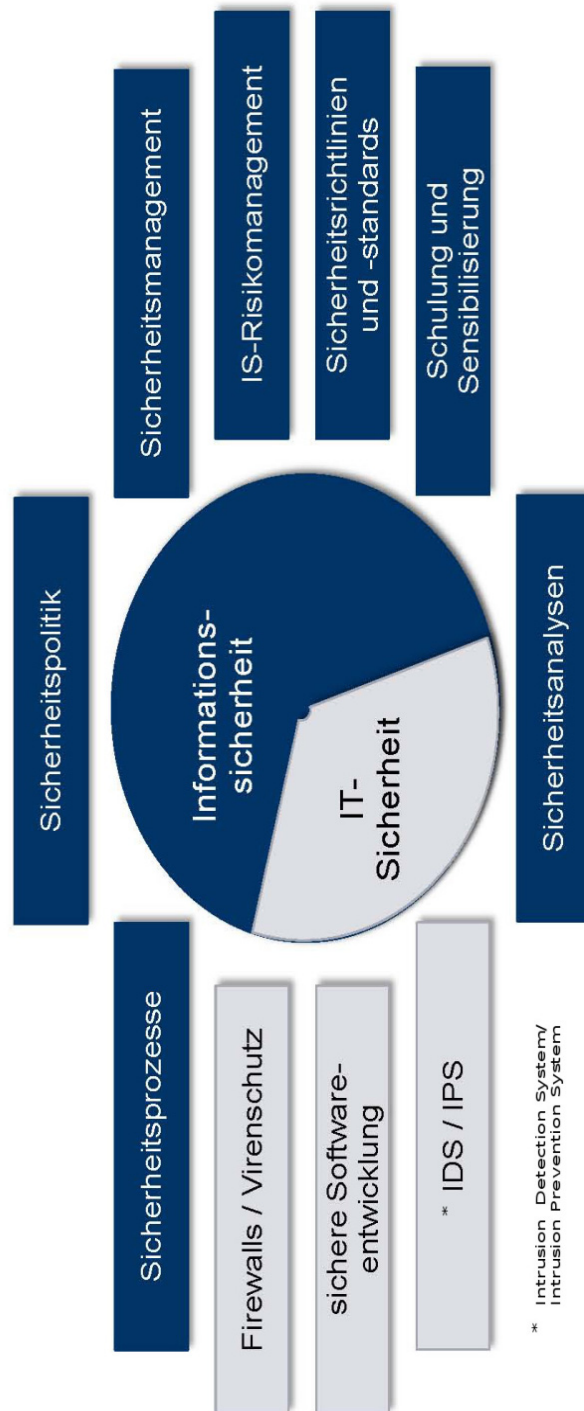 Sicherheitspolitik
Sicherheitsprozesse
Sicherheitsmanagement
Firewalls / Virenschutz
IS-Risikomanagement
Informations-
sicherheit
sichere Software-
entwicklung
Sicherheitsrichtlinien
und -standards
IT-
Sicherheit
* IDS / IPS
Schulung und
Sensibilisierung
Sicherheitsanalysen
* Intrusion Detection System/
Intrusion Prevention System